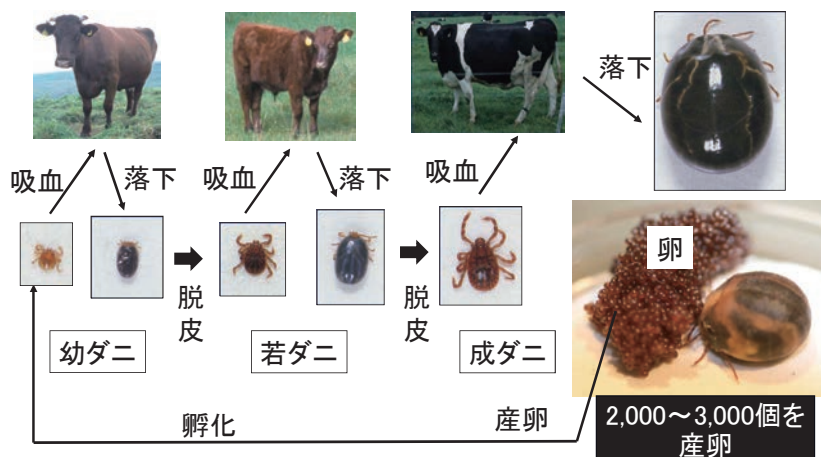 落下
吸血
落下
吸血
落下
吸血
脱皮
脱皮
卵
幼ダニ
若ダニ
成ダニ
孵化
産卵
2,000～3,000個を
産卵